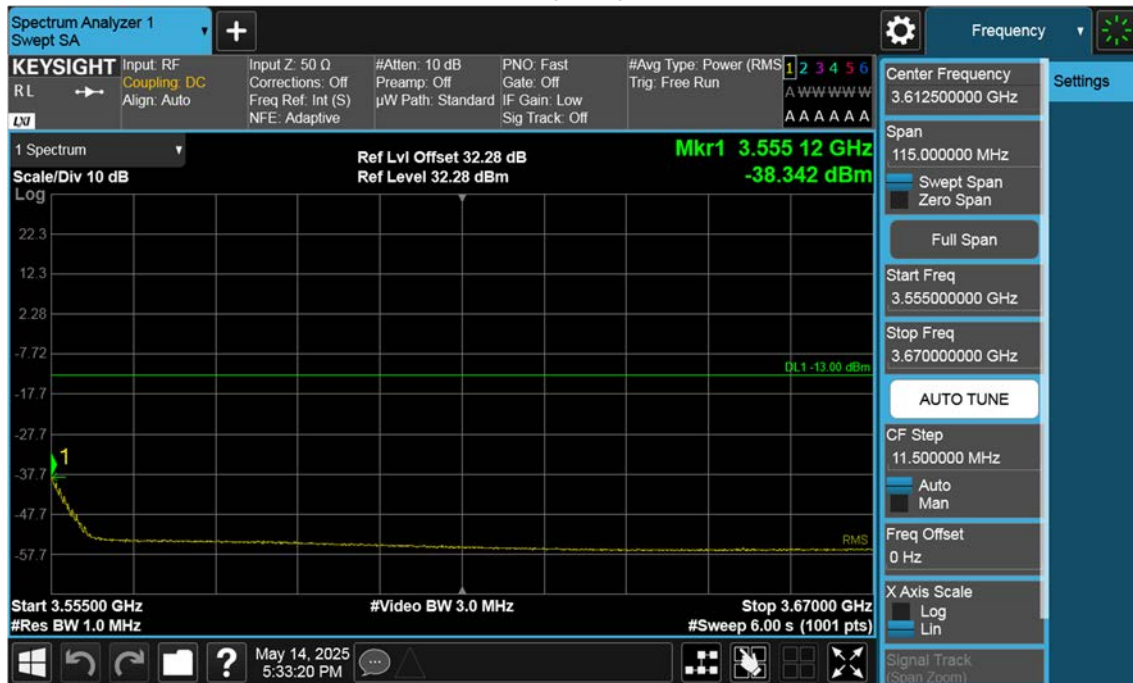 Spectrum Analyzer 1
Swept SA
+
Frequency
KEYSIGHT
RL
LXI
Input: RF
Coupling: DC
Align: Auto
Input Z: 50 Ω
Corrections: Off
Freq Ref: Int (S)
NFE: Adaptive
#Atten: 10 dB
Preamp: Off
µW Path: Standard
PNO: Fast
Gate: Off
IF Gain: Low
Sig Track: Off
#Avg Type: Power (RMS
Trig: Free Run
1 2 3 4 5 6
A W W W W W
A A A A A A
1 Spectrum
Scale/Div 10 dB
Log
Ref Lvl Offset 32.28 dB
Ref Level 32.28 dBm
Mkr1 3.555 12 GHz
-38.342 dBm
22.3
12.3
2.28
-7.72
DL1 -13.00 dBm
-17.7
-27.7
1
-37.7
-47.7
RMS
-57.7
Start 3.55500 GHz
#Res BW 1.0 MHz
#Video BW 3.0 MHz
Stop 3.67000 GHz
#Sweep 6.00 s (1001 pts)
?
May 14, 2025
5:33:20 PM
Center Frequency
3.612500000 GHz
Settings
Span
115.000000 MHz
Swept Span
Zero Span
Full Span
Start Freq
3.555000000 GHz
Stop Freq
3.670000000 GHz
AUTO TUNE
CF Step
11.500000 MHz
Auto
Man
Freq Offset
0 Hz
X Axis Scale
Log
Lin
Signal Track
(Span Zoom)